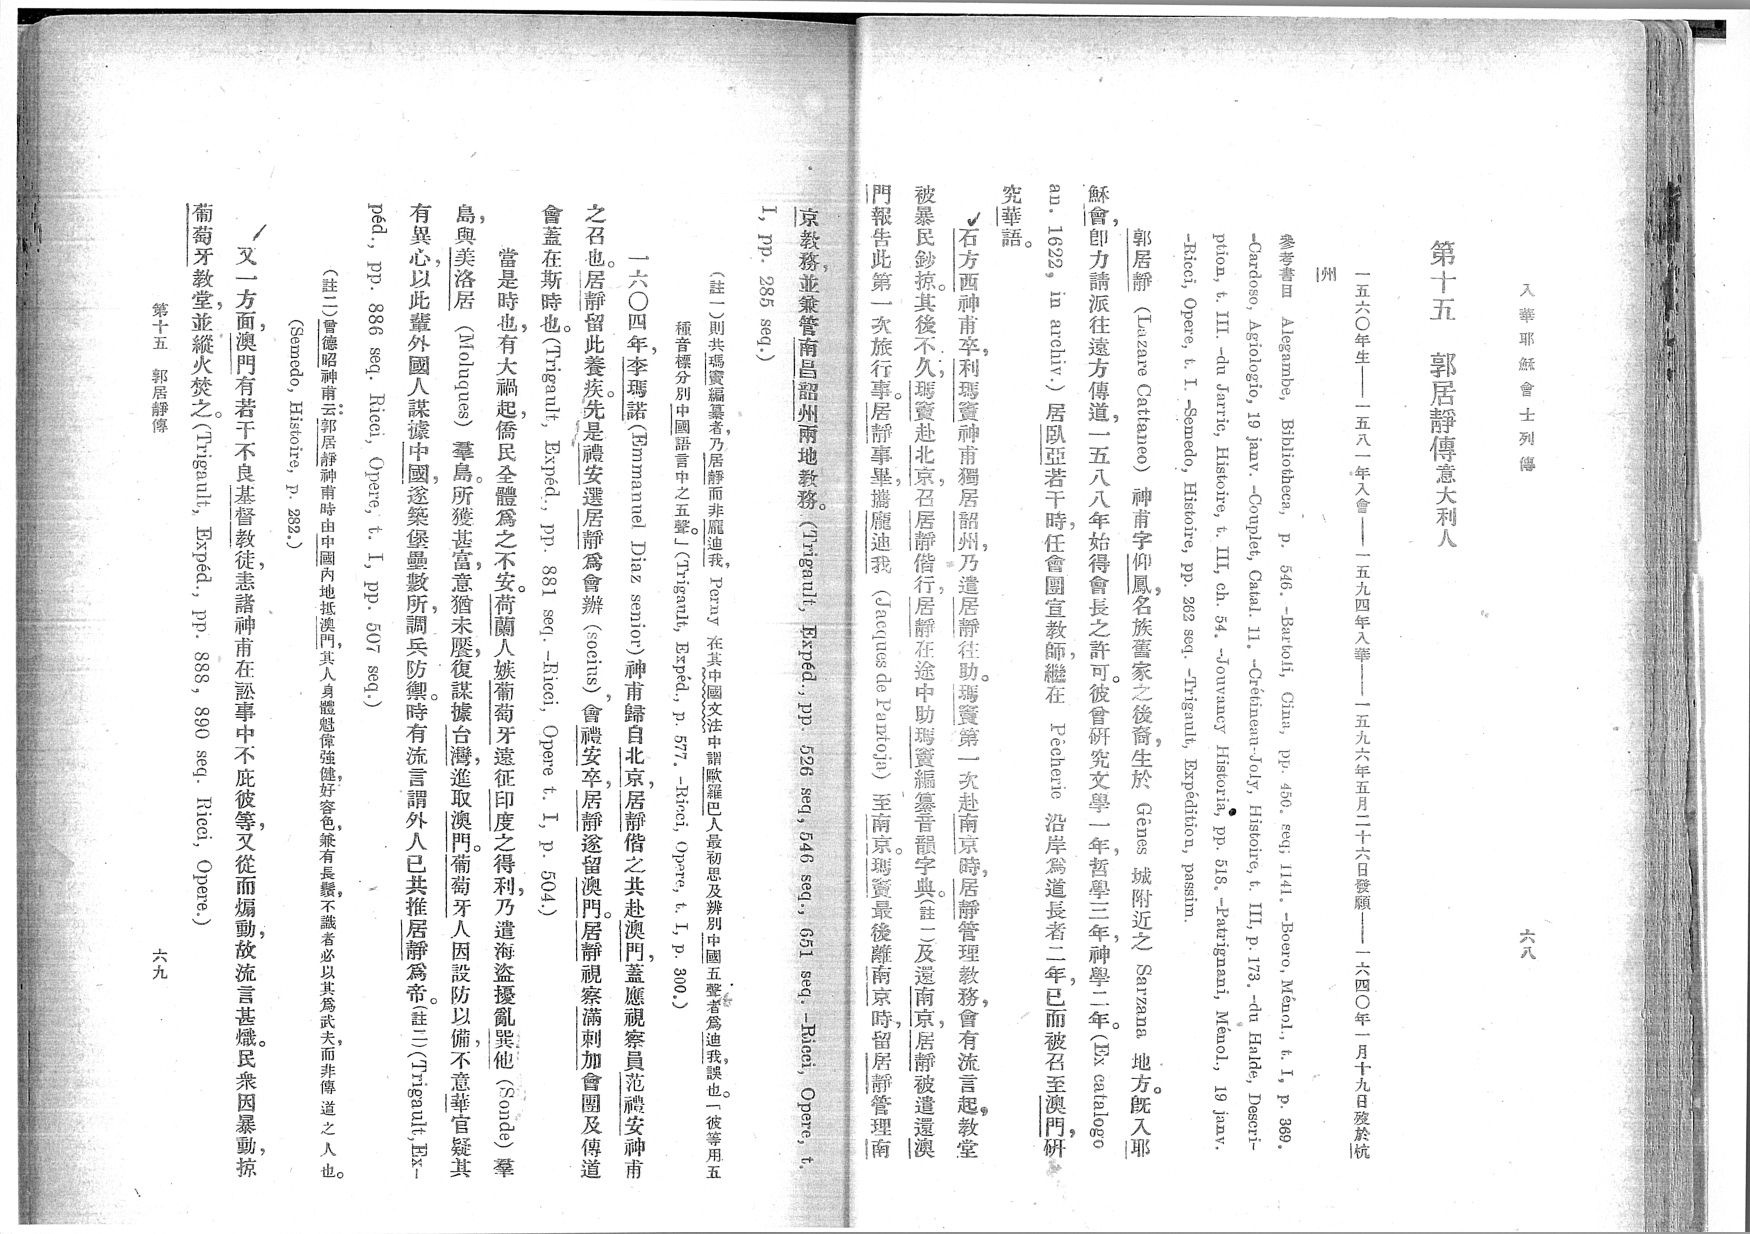 入華耶穌會士列傳
六八
第十五　郭居靜傳意大利人
一五六〇年生——一五八一年入會——一五九四年入華——一五九六年五月二十六日發願——一六四〇年一月十九日歿於杭
州
參考書目　Alegambe, Bibliotheca, p. 546. –Bartoli, Cina, pp. 450. seq; 1141. –Boero, Ménol., t. I, p. 369.
–Cardoso, Agiologio, 19 janv. –Couplet, Catal. 11. –Crétineau-Joly, Histoire, t. III, p. 173. –du Halde, Descri-
ption, t. III. –du Jarric, Histoire, t. III, ch. 54. –Jouvancy Historia, pp. 518. –Patrignani, Ménol., 19 janv.
–Ricci, Opere, t. I. –Semedo, Histoire, pp. 262 seq. –Trigault, Expédition, passim.
郭居靜（Lazare Cattaneo）神甫字仰鳳，名族舊家之後裔，生於 Gênes 城附近之 Sarzana 地方。旣入耶
穌會，卽力請派往遠方傳道，一五八八年始得會長之許可。彼曾硏究文學一年，哲學三年，神學二年。(Ex catalogo
an. 1622, in archiv.) 居臥亞若干時，任會團宣教師，繼在 Pêcherie 沿岸爲道長者二年，已而被召至澳門，硏
究華語。
石方西神甫卒，利瑪竇神甫獨居韶州，乃遣居靜往助。瑪竇第一次赴南京時，居靜管理教務，會有流言起，教堂
被暴民鈔掠。其後不久，瑪竇赴北京，召居靜偕行，居靜在途中助瑪竇編纂音韻字典。(註一)及還南京，居靜被遣還澳
門報告此第一次旅行事。居靜事畢，攜龐迪我（Jacques de Pantoja）至南京。瑪竇最後離南京時，留居靜管理南
京教務，並兼管南昌韶州兩地教務。(Trigault, Expéd., pp. 526 seq., 546 seq., 651 seq. –Ricci, Opere, t.
I, pp. 285 seq.)
(註一)則共瑪竇編纂者，乃居靜而非龐迪我，Perny 在其中國文法中謂歐羅巴人最初思及辨別中國五聲者爲迪我，誤也。「彼等用五
種音標分別中國語言中之五聲。」(Trigault, Expéd., p. 577. –Ricci, Opere, t. I, p. 300.)
一六〇四年，李瑪諾(Emmanuel Diaz senior)神甫歸自北京，居靜偕之共赴澳門，蓋應視察員范禮安神甫
之召也。居靜留此養疾。先是禮安選居靜爲會辦（socius），會禮安卒，居靜遂留澳門。居靜視察滿剌加會團及傳道
會蓋在斯時也。(Trigault, Expéd., pp. 881 seq. –Ricci, Opere t. I, p. 504.)
當是時也，有大禍起，僑民全體爲之不安。荷蘭人嫉葡萄牙遠征印度之得利，乃遣海盜擾亂巽他（Sonde）羣
島，與美洛居（Moluques）羣島。所獲甚富，意猶未饜，復謀據台灣，進取澳門。葡萄牙人因設防以備，不意華官疑其
有異心，以此輩外國人謀據中國，遂築堡壘數所，調兵防禦。時有流言謂外人已共推居靜爲帝。(註二)(Trigault, Ex-
péd., pp. 886 seq. Ricci, Opere, t. I, pp. 507 seq.)
(註二)曾德昭神甫云：郭居靜神甫時由中國內地抵澳門，其人身體魁偉強健，好容色，兼有長鬚，不識者必以其爲武夫，而非傳道之人也。
(Semedo, Histoire, p. 282.)
又一方面，澳門有若干不良基督教徒，恚諸神甫在訟事中不庇彼等，又從而煽動，故流言甚熾。民衆因暴動，掠
葡萄牙教堂，並縱火焚之。(Trigault, Expéd., pp. 888, 890 seq. Ricci, Opere.)
第十五　郭居靜傳
六九